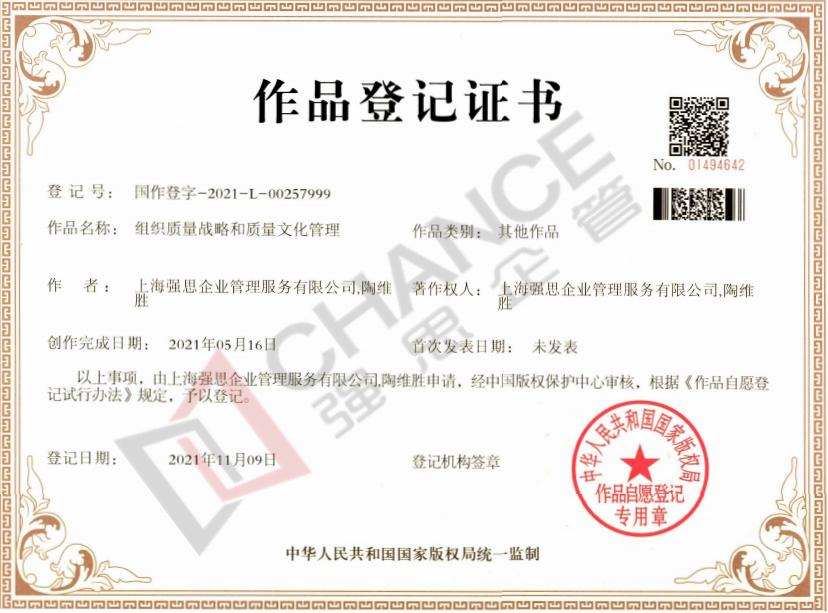 作品登记证书
No. 01494642
登 记 号： 国作登字-2021-L-00257999
作品名称： 组织质量战略和质量文化管理
作品类别： 其他作品
作 者： 上海强思企业管理服务有限公司,陶维
胜
著作权人： 上海强思企业管理服务有限公司,陶维
胜
创作完成日期： 2021年05月16日
首次发表日期： 未发表
以上事项，由上海强思企业管理服务有限公司,陶维胜申请，经中国版权保护中心审核，根据《作品自愿登
记试行办法》规定，予以登记。
登记日期： 2021年11月09日
登记机构签章
中华人民共和国国家版权局
作品自愿登记
专用章
中华人民共和国国家版权局统一监制
CHANCE
强思企管